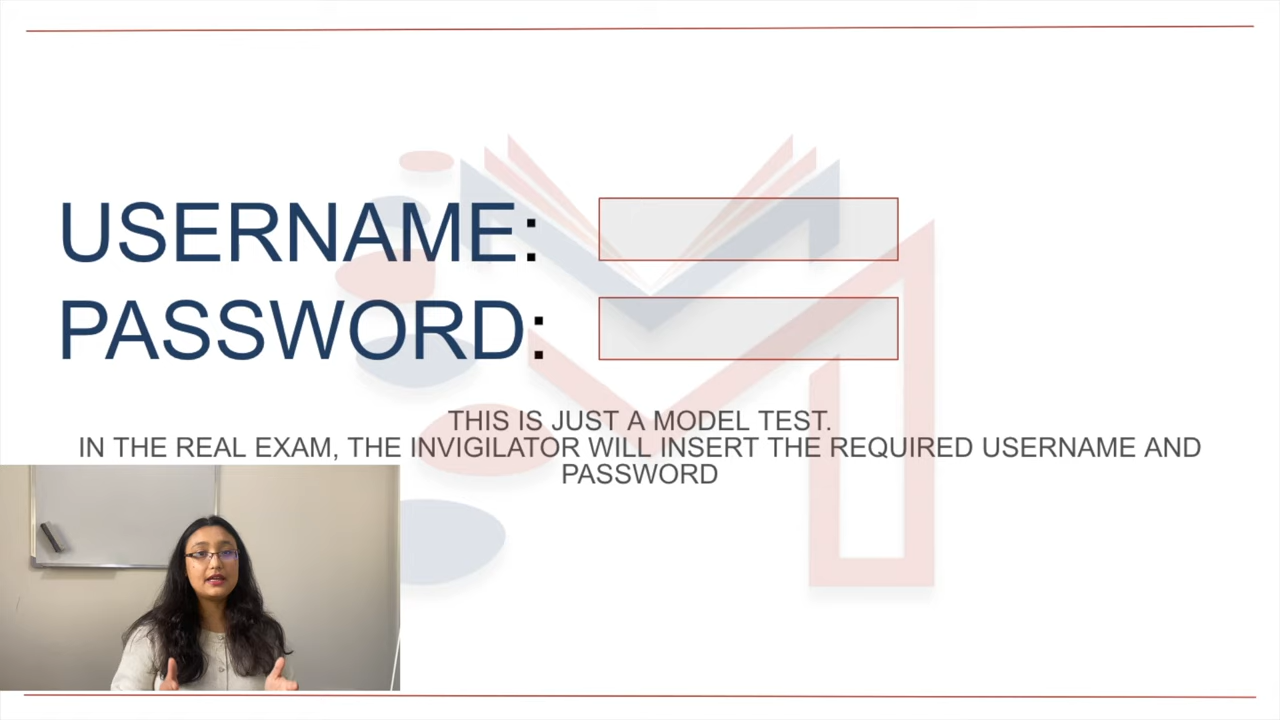 USERNAME:
PASSWORD:
THIS IS JUST A MODEL TEST.
IN THE REAL EXAM, THE INVIGILATOR WILL INSERT THE REQUIRED USERNAME AND
PASSWORD